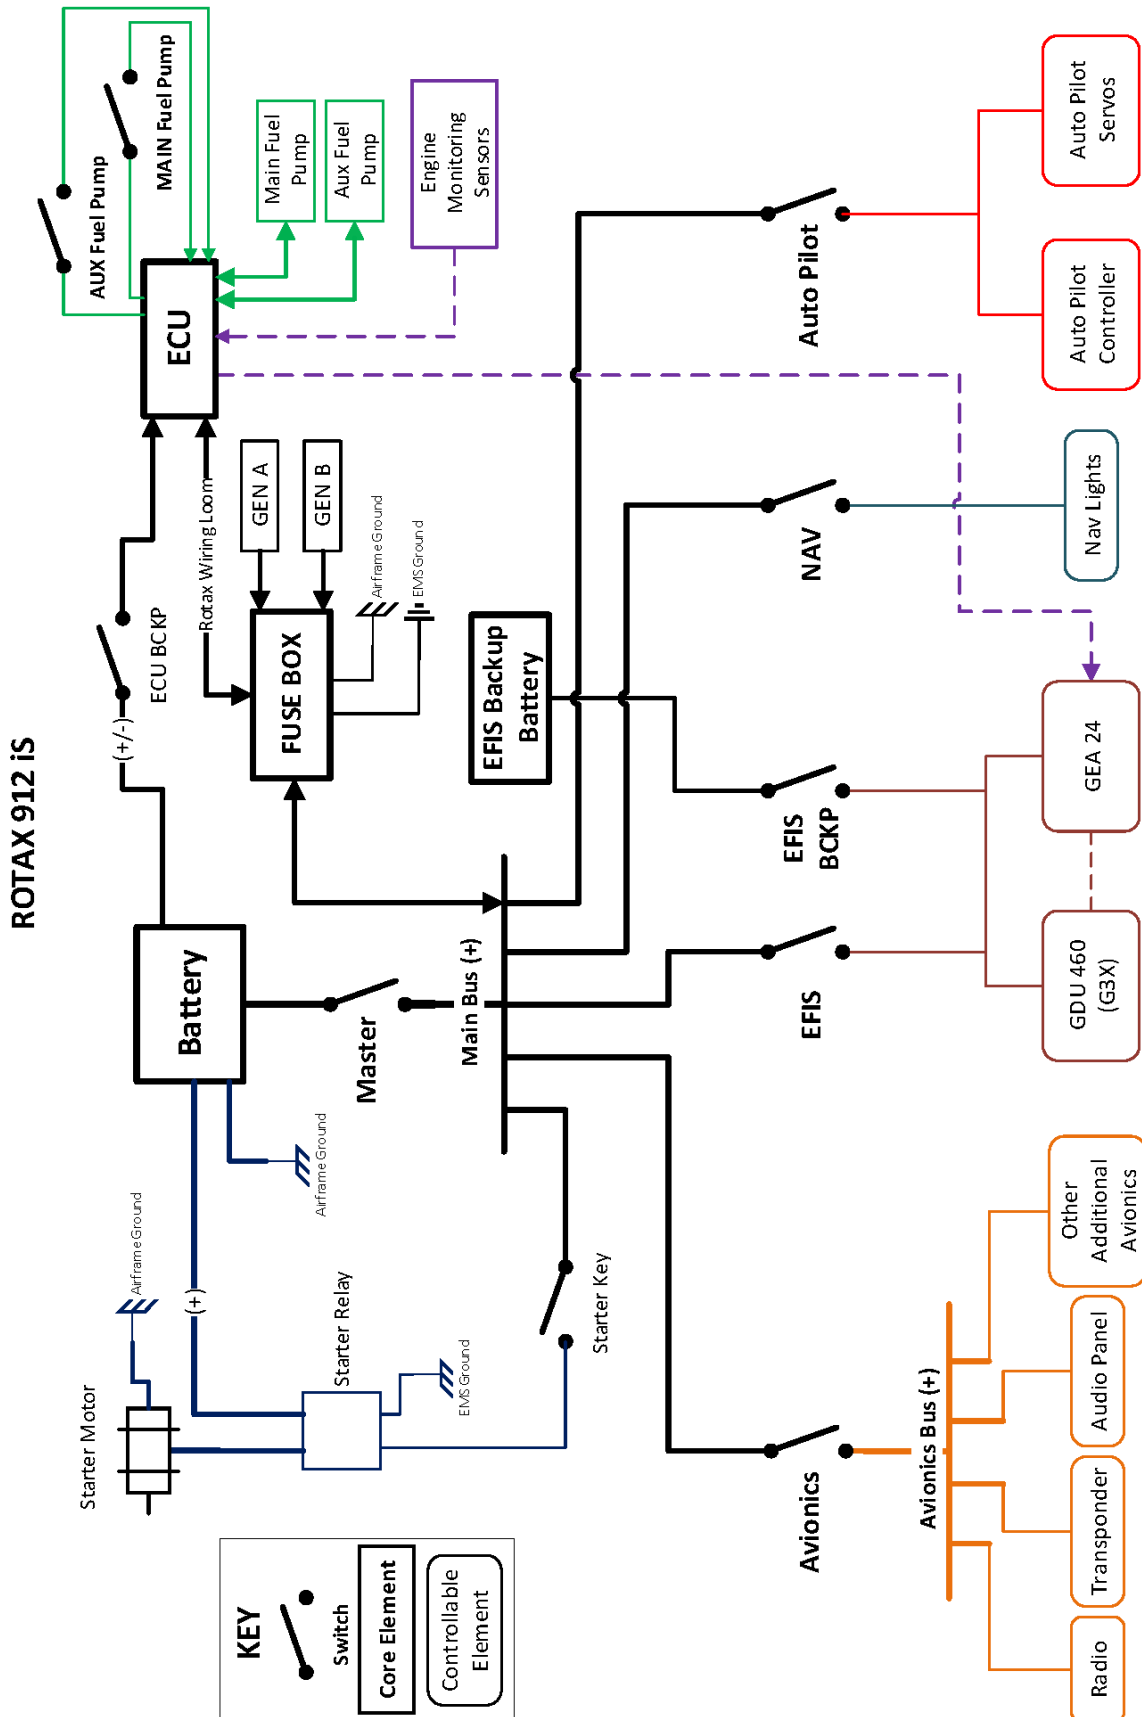 ROTAX 912 iS
Starter Motor
Airframe Ground
(+)
Airframe Ground
Starter Relay
EMS Ground
Starter Key
Battery
Master
Main Bus (+)
(+/-)
ECU BCKP
Rotax Wiring Loom
FUSE BOX
GEN A
GEN B
Airframe Ground
EMS Ground
ECU
AUX Fuel Pump
MAIN Fuel Pump
Main Fuel
Pump
Aux Fuel
Pump
Engine
Monitoring
Sensors
EFIS Backup
Battery
KEY
Switch
Core Element
Controllable
Element
Avionics
EFIS
EFIS
BCKP
NAV
Auto Pilot
Avionics Bus (+)
Radio
Transponder
Audio Panel
Other
Additional
Avionics
GDU 460
(G3X)
GEA 24
Nav Lights
Auto Pilot
Controller
Auto Pilot
Servos